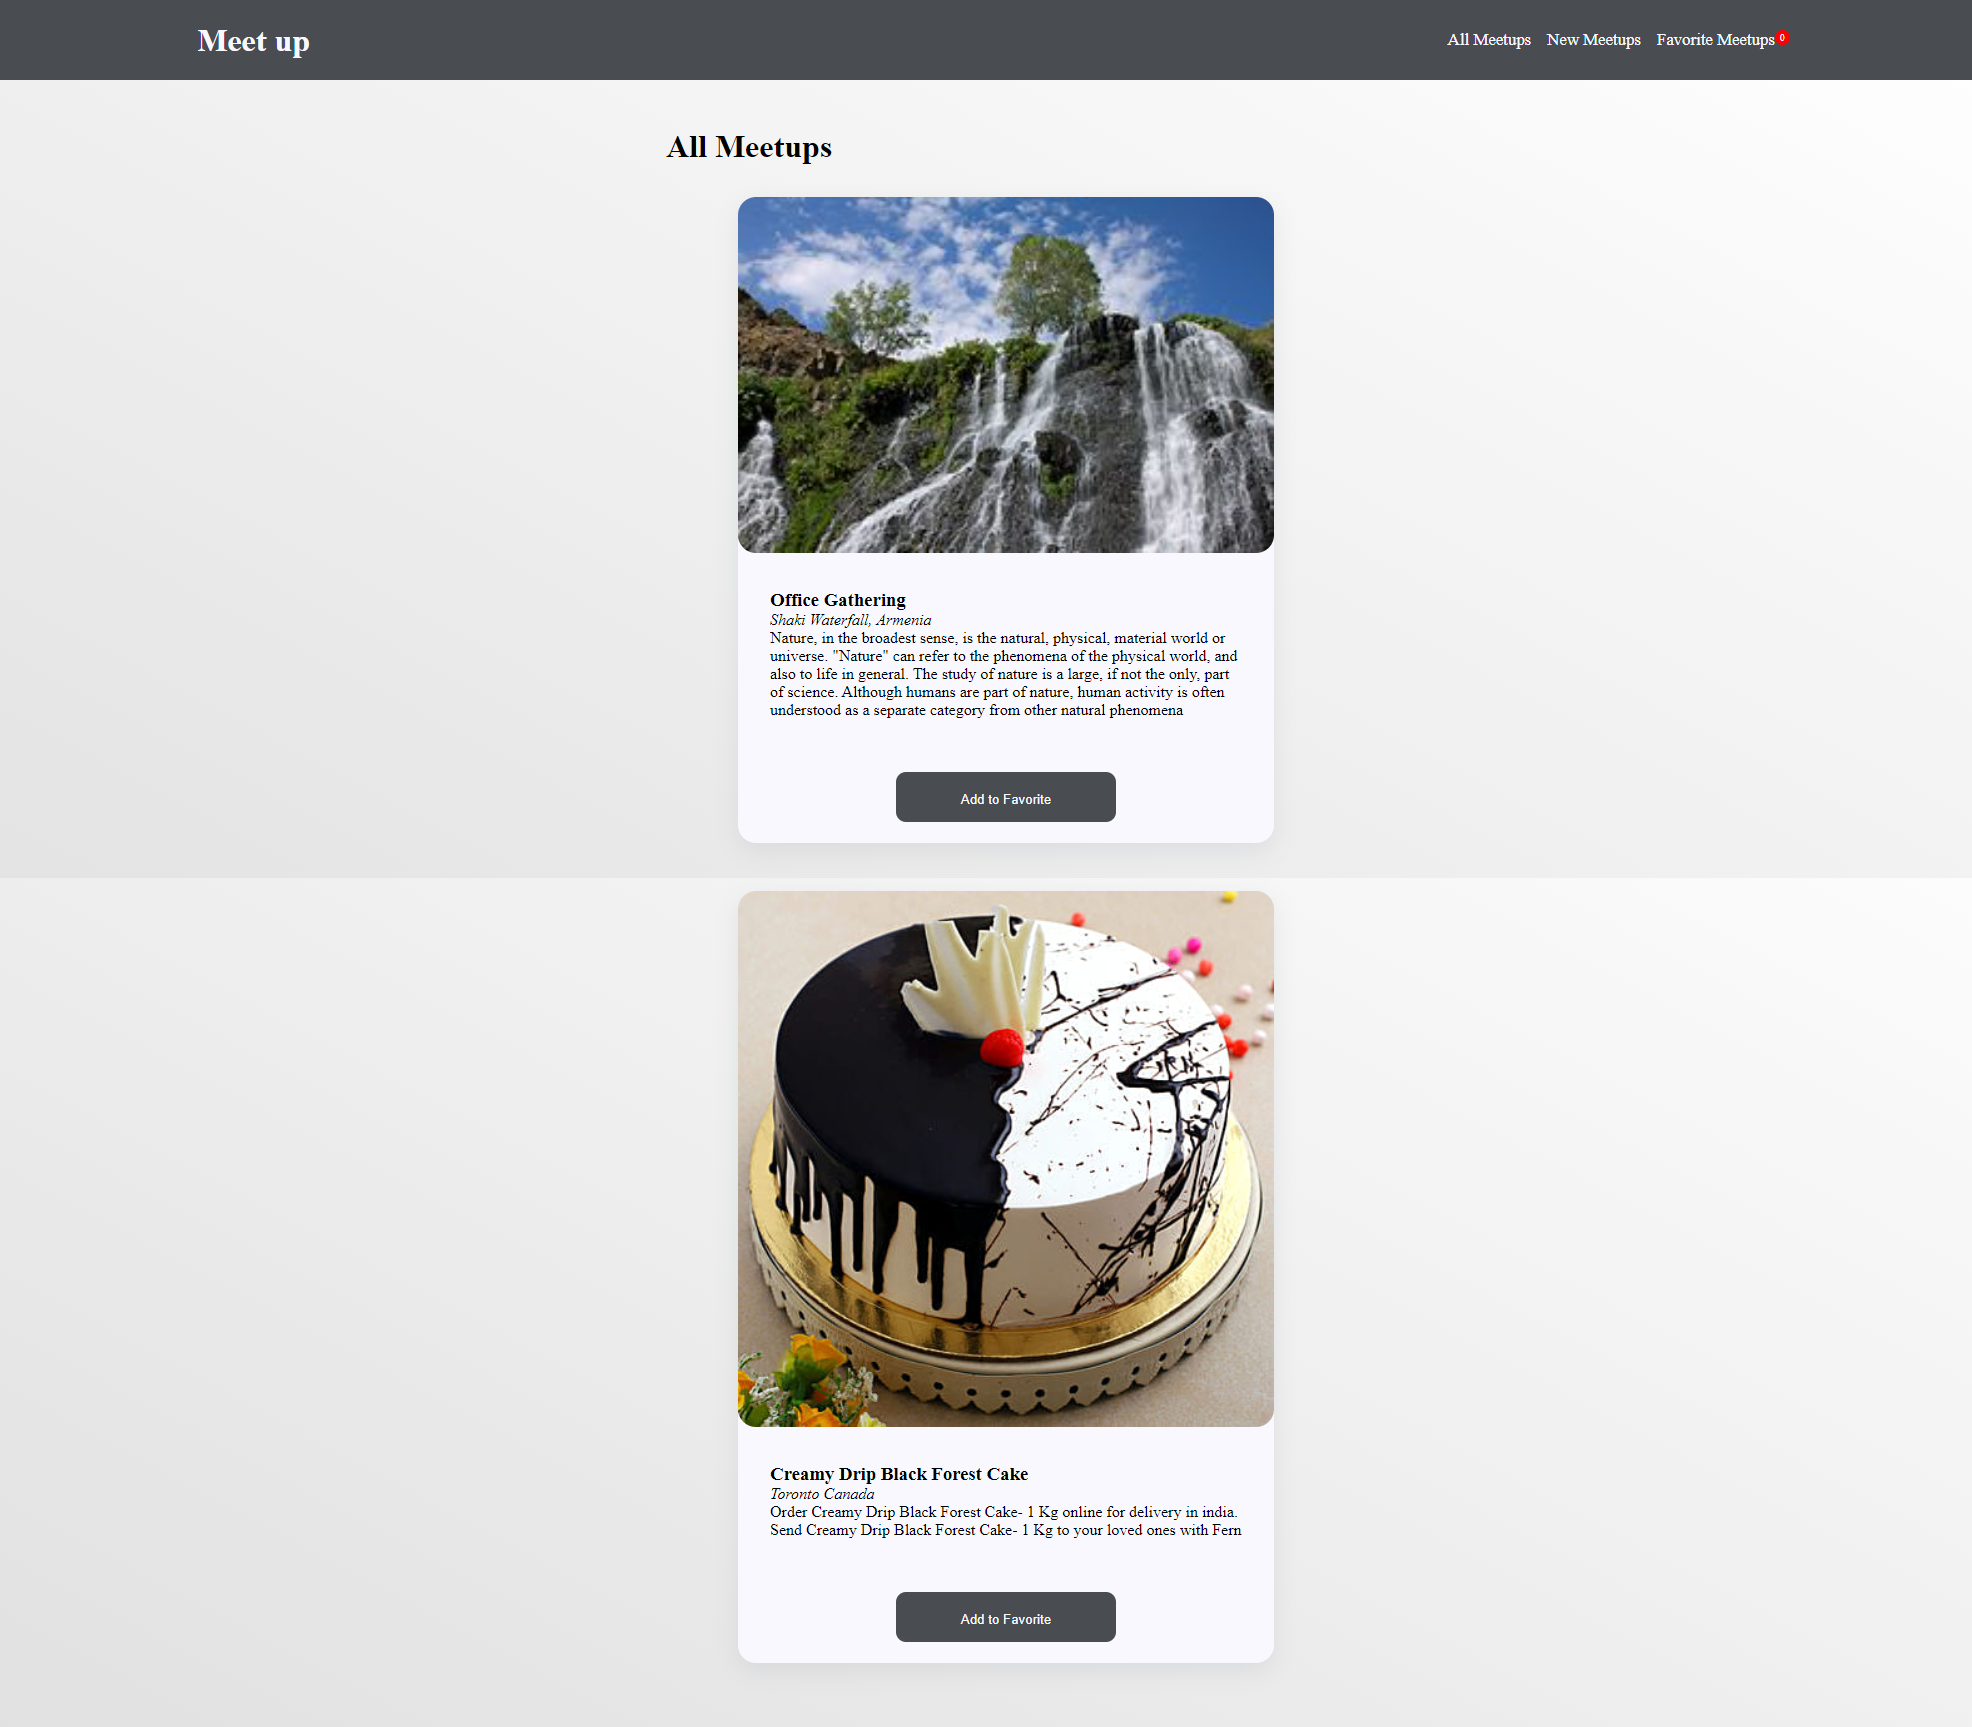 Meet up
All Meetups
New Meetups
Favorite Meetups 0
All Meetups
Office Gathering
Shaki Waterfall, Armenia
Nature, in the broadest sense, is the natural, physical, material world or
universe. "Nature" can refer to the phenomena of the physical world, and
also to life in general. The study of nature is a large, if not the only, part
of science. Although humans are part of nature, human activity is often
understood as a separate category from other natural phenomena
Add to Favorite
Creamy Drip Black Forest Cake
Toronto Canada
Order Creamy Drip Black Forest Cake- 1 Kg online for delivery in india.
Send Creamy Drip Black Forest Cake- 1 Kg to your loved ones with Fern
Add to Favorite